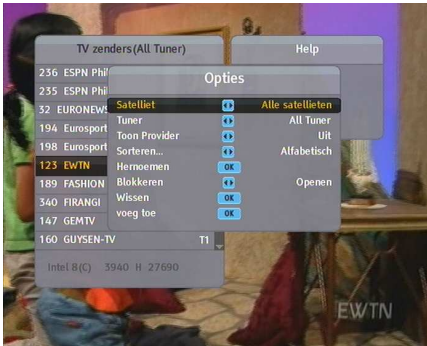 TV zenders(All Tuner)
Help
236 ESPN Phil
235 ESPN Phil
32 EURONEWS
194 Eurosport
198 Eurosport
123 EWTN
189 FASHION
340 FIRANGI
147 GEMTV
160 GUYSEN-TV T1
Opties
Satelliet Alle satellieten
Tuner All Tuner
Toon Provider Uit
Sorteren... Alfabetisch
Hernoemen OK
Blokkeren Openen
Wissen OK
voeg toe OK
Intel 8(C) 3940 H 27690
EWTN